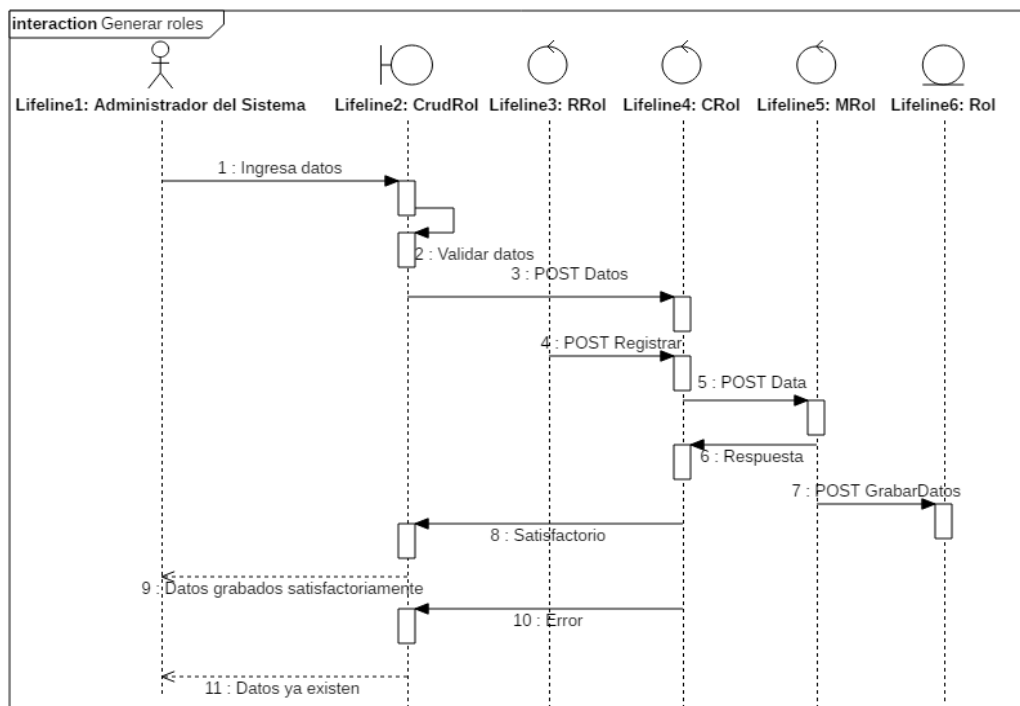 interaction Generar roles
Lifeline1: Administrador del Sistema
Lifeline2: CrudRol
Lifeline3: RRol
Lifeline4: CRol
Lifeline5: MRol
Lifeline6: Rol
1 : Ingresa datos
2 : Validar datos
3 : POST Datos
4 : POST Registrar
5 : POST Data
6 : Respuesta
7 : POST GrabarDatos
8 : Satisfactorio
9 : Datos grabados satisfactoriamente
10 : Error
11 : Datos ya existen